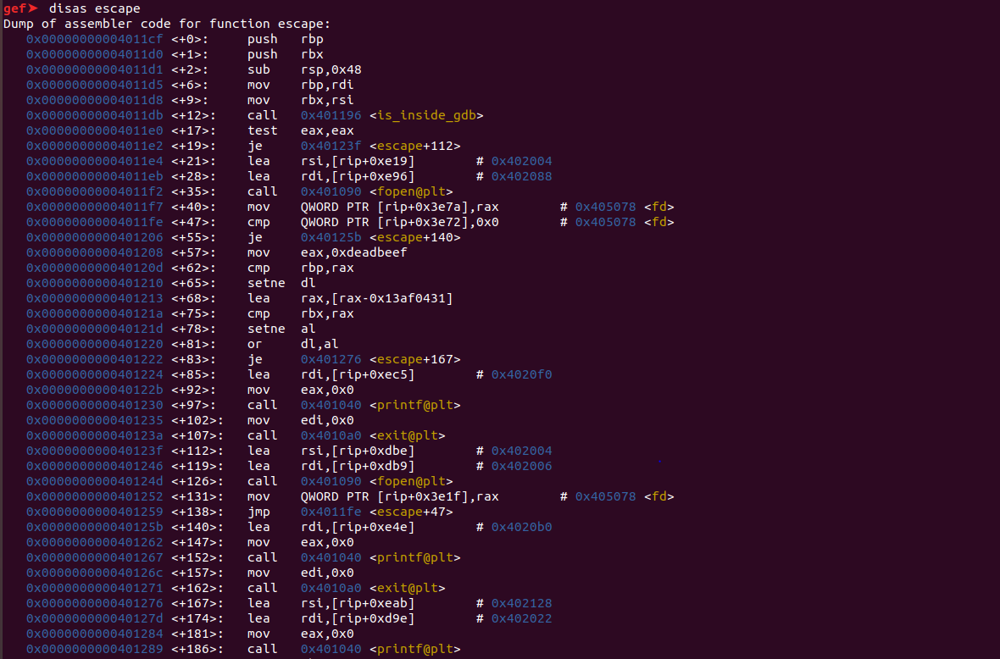 gef➤  disas escape
Dump of assembler code for function escape:
   0x00000000004011cf <+0>:     push   rbp
   0x00000000004011d0 <+1>:     push   rbx
   0x00000000004011d1 <+2>:     sub    rsp,0x48
   0x00000000004011d5 <+6>:     mov    rbp,rdi
   0x00000000004011d8 <+9>:     mov    rbx,rsi
   0x00000000004011db <+12>:    call   0x401196 <is_inside_gdb>
   0x00000000004011e0 <+17>:    test   eax,eax
   0x00000000004011e2 <+19>:    je     0x40123f <escape+112>
   0x00000000004011e4 <+21>:    lea    rsi,[rip+0xe19]        # 0x402004
   0x00000000004011eb <+28>:    lea    rdi,[rip+0xe96]        # 0x402088
   0x00000000004011f2 <+35>:    call   0x401090 <fopen@plt>
   0x00000000004011f7 <+40>:    mov    QWORD PTR [rip+0x3e7a],rax        # 0x405078 <fd>
   0x00000000004011fe <+47>:    cmp    QWORD PTR [rip+0x3e72],0x0        # 0x405078 <fd>
   0x0000000000401206 <+55>:    je     0x40125b <escape+140>
   0x0000000000401208 <+57>:    mov    eax,0xdeadbeef
   0x000000000040120d <+62>:    cmp    rbp,rax
   0x0000000000401210 <+65>:    setne  dl
   0x0000000000401213 <+68>:    lea    rax,[rax-0x13af0431]
   0x000000000040121a <+75>:    cmp    rbx,rax
   0x000000000040121d <+78>:    setne  al
   0x0000000000401220 <+81>:    or     dl,al
   0x0000000000401222 <+83>:    je     0x401276 <escape+167>
   0x0000000000401224 <+85>:    lea    rdi,[rip+0xec5]        # 0x4020f0
   0x000000000040122b <+92>:    mov    eax,0x0
   0x0000000000401230 <+97>:    call   0x401040 <printf@plt>
   0x0000000000401235 <+102>:   mov    edi,0x0
   0x000000000040123a <+107>:   call   0x4010a0 <exit@plt>
   0x000000000040123f <+112>:   lea    rsi,[rip+0xdbe]        # 0x402004
   0x0000000000401246 <+119>:   lea    rdi,[rip+0xdb9]        # 0x402006
   0x000000000040124d <+126>:   call   0x401090 <fopen@plt>
   0x0000000000401252 <+131>:   mov    QWORD PTR [rip+0x3e1f],rax        # 0x405078 <fd>
   0x0000000000401259 <+138>:   jmp    0x4011fe <escape+47>
   0x000000000040125b <+140>:   lea    rdi,[rip+0xe4e]        # 0x4020b0
   0x0000000000401262 <+147>:   mov    eax,0x0
   0x0000000000401267 <+152>:   call   0x401040 <printf@plt>
   0x000000000040126c <+157>:   mov    edi,0x0
   0x0000000000401271 <+162>:   call   0x4010a0 <exit@plt>
   0x0000000000401276 <+167>:   lea    rsi,[rip+0xeab]        # 0x402128
   0x000000000040127d <+174>:   lea    rdi,[rip+0xd9e]        # 0x402022
   0x0000000000401284 <+181>:   mov    eax,0x0
   0x0000000000401289 <+186>:   call   0x401040 <printf@plt>